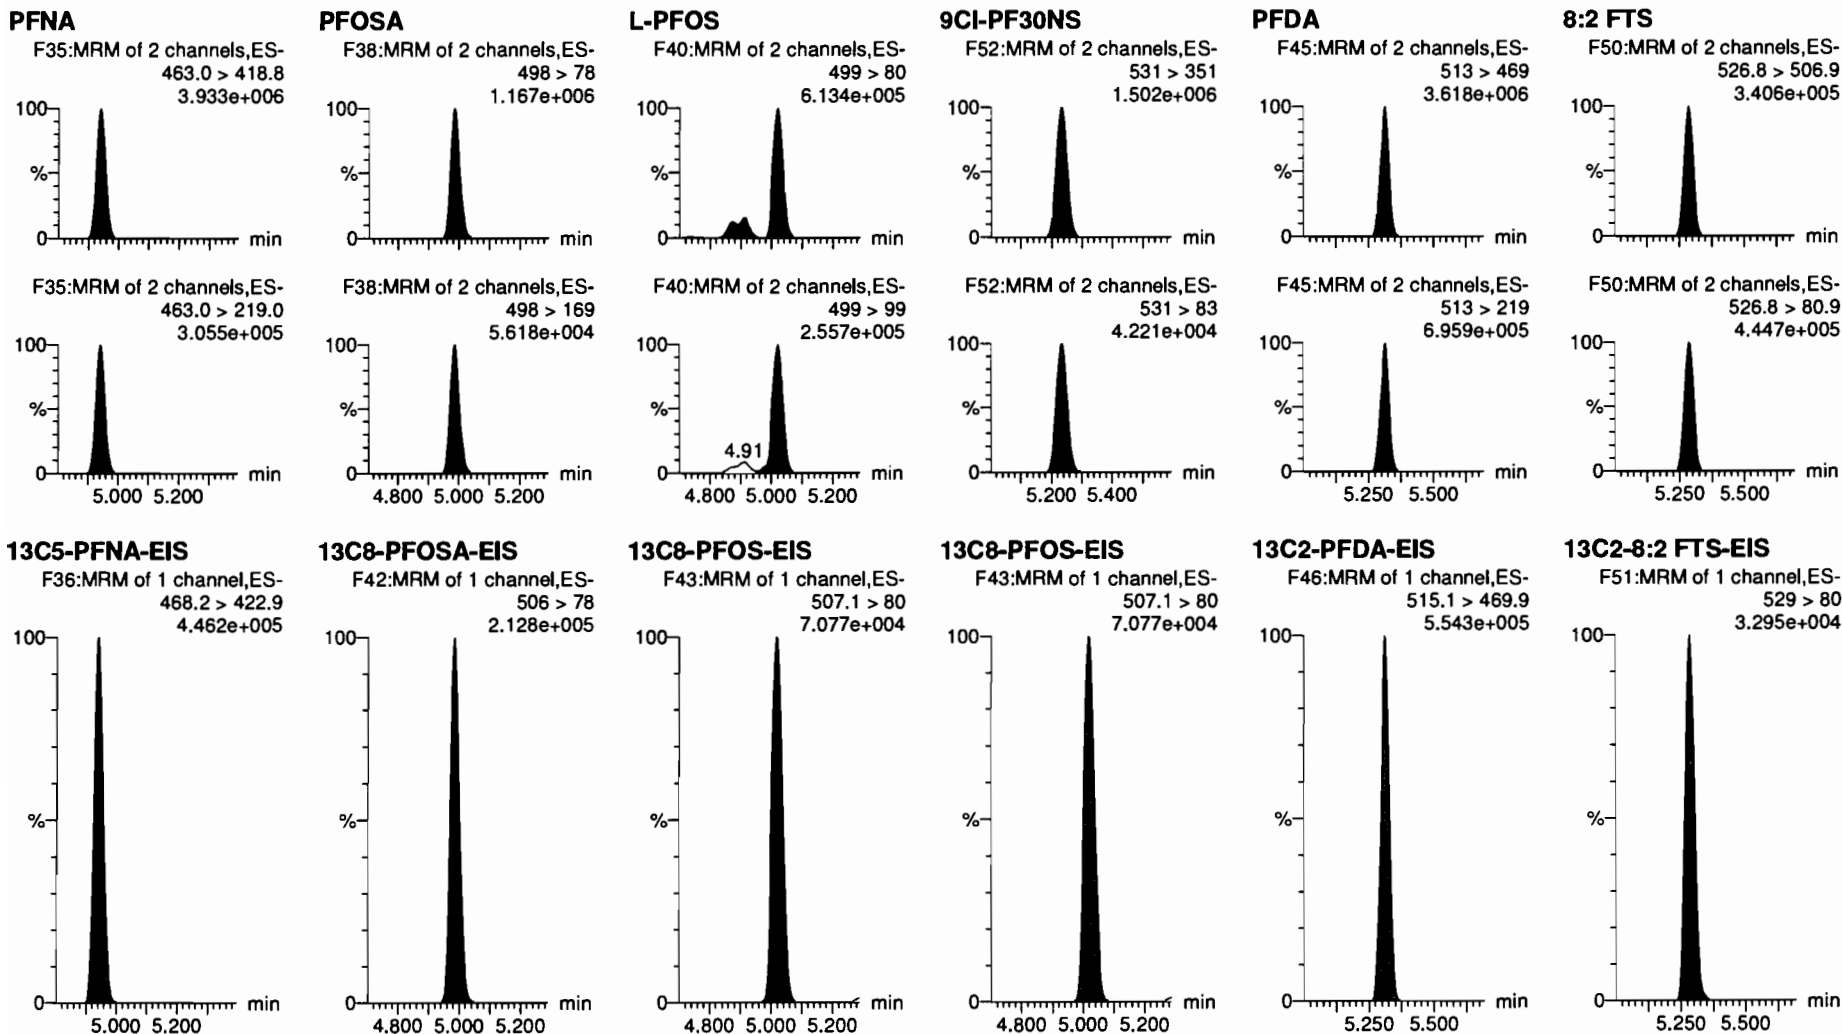 PFNA
F35:MRM of 2 channels,ES-
463.0 > 418.8
3.933e+006
100
%
0
min
F35:MRM of 2 channels,ES-
463.0 > 219.0
3.055e+005
100
%
0
min
5.000 5.200
PFOSA
F38:MRM of 2 channels,ES-
498 > 78
1.167e+006
100
%
0
min
F38:MRM of 2 channels,ES-
498 > 169
5.618e+004
100
%
0
min
4.800 5.000 5.200
L-PFOS
F40:MRM of 2 channels,ES-
499 > 80
6.134e+005
100
%
0
min
F40:MRM of 2 channels,ES-
499 > 99
2.557e+005
100
%
4.91
0
min
4.800 5.000 5.200
9Cl-PF30NS
F52:MRM of 2 channels,ES-
531 > 351
1.502e+006
100
%
0
min
F52:MRM of 2 channels,ES-
531 > 83
4.221e+004
100
%
0
min
5.200 5.400
PFDA
F45:MRM of 2 channels,ES-
513 > 469
3.618e+006
100
%
0
min
F45:MRM of 2 channels,ES-
513 > 219
6.959e+005
100
%
0
min
5.250 5.500
8:2 FTS
F50:MRM of 2 channels,ES-
526.8 > 506.9
3.406e+005
100
%
0
min
F50:MRM of 2 channels,ES-
526.8 > 80.9
4.447e+005
100
%
0
min
5.250 5.500
13C5-PFNA-EIS
F36:MRM of 1 channel,ES-
468.2 > 422.9
4.462e+005
100
%
0
min
5.000 5.200
13C8-PFOSA-EIS
F42:MRM of 1 channel,ES-
506 > 78
2.128e+005
100
%
0
min
4.800 5.000 5.200
13C8-PFOS-EIS
F43:MRM of 1 channel,ES-
507.1 > 80
7.077e+004
100
%
0
min
4.800 5.000 5.200
13C8-PFOS-EIS
F43:MRM of 1 channel,ES-
507.1 > 80
7.077e+004
100
%
0
min
4.800 5.000 5.200
13C2-PFDA-EIS
F46:MRM of 1 channel,ES-
515.1 > 469.9
5.543e+005
100
%
0
min
5.250 5.500
13C2-8:2 FTS-EIS
F51:MRM of 1 channel,ES-
529 > 80
3.295e+004
100
%
0
min
5.250 5.500